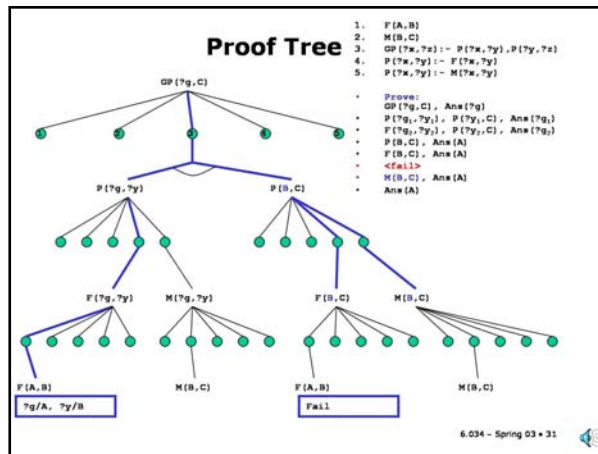 Proof Tree
1. F(A,B)
2. M(B,C)
3. GP(?x,?z):- P(?x,?y),P(?y,?z)
4. P(?x,?y):- F(?x,?y)
5. P(?x,?y):- M(?x,?y)
• Prove:
GP(?g,C), Ans(?g)
• P(?g₁,?y₁), P(?y₁,C), Ans(?g₁)
• F(?g₂,?y₂), P(?y₂,C), Ans(?g₂)
• P(B,C), Ans(A)
• F(B,C), Ans(A)
• <fail>
• M(B,C), Ans(A)
• Ans(A)
GP(?g,C)
1 2 3 4 5
P(?g,?y) P(B,C)
F(?g,?y) M(?g,?y) F(B,C) M(B,C)
F(A,B) M(B,C) F(A,B) M(B,C)
?g/A, ?y/B Fail
6.034 – Spring 03 • 31